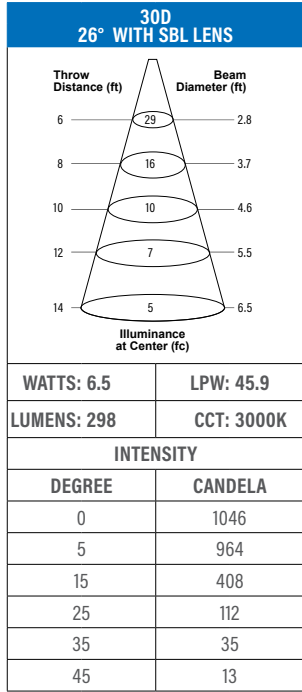 30D
26° WITH SBL LENS
Throw Distance (ft) Beam Diameter (ft)
6 29 2.8
8 16 3.7
10 10 4.6
12 7 5.5
14 5 6.5
Illuminance
at Center (fc)
WATTS: 6.5 LPW: 45.9
LUMENS: 298 CCT: 3000K
INTENSITY
DEGREE CANDELA
0 1046
5 964
15 408
25 112
35 35
45 13